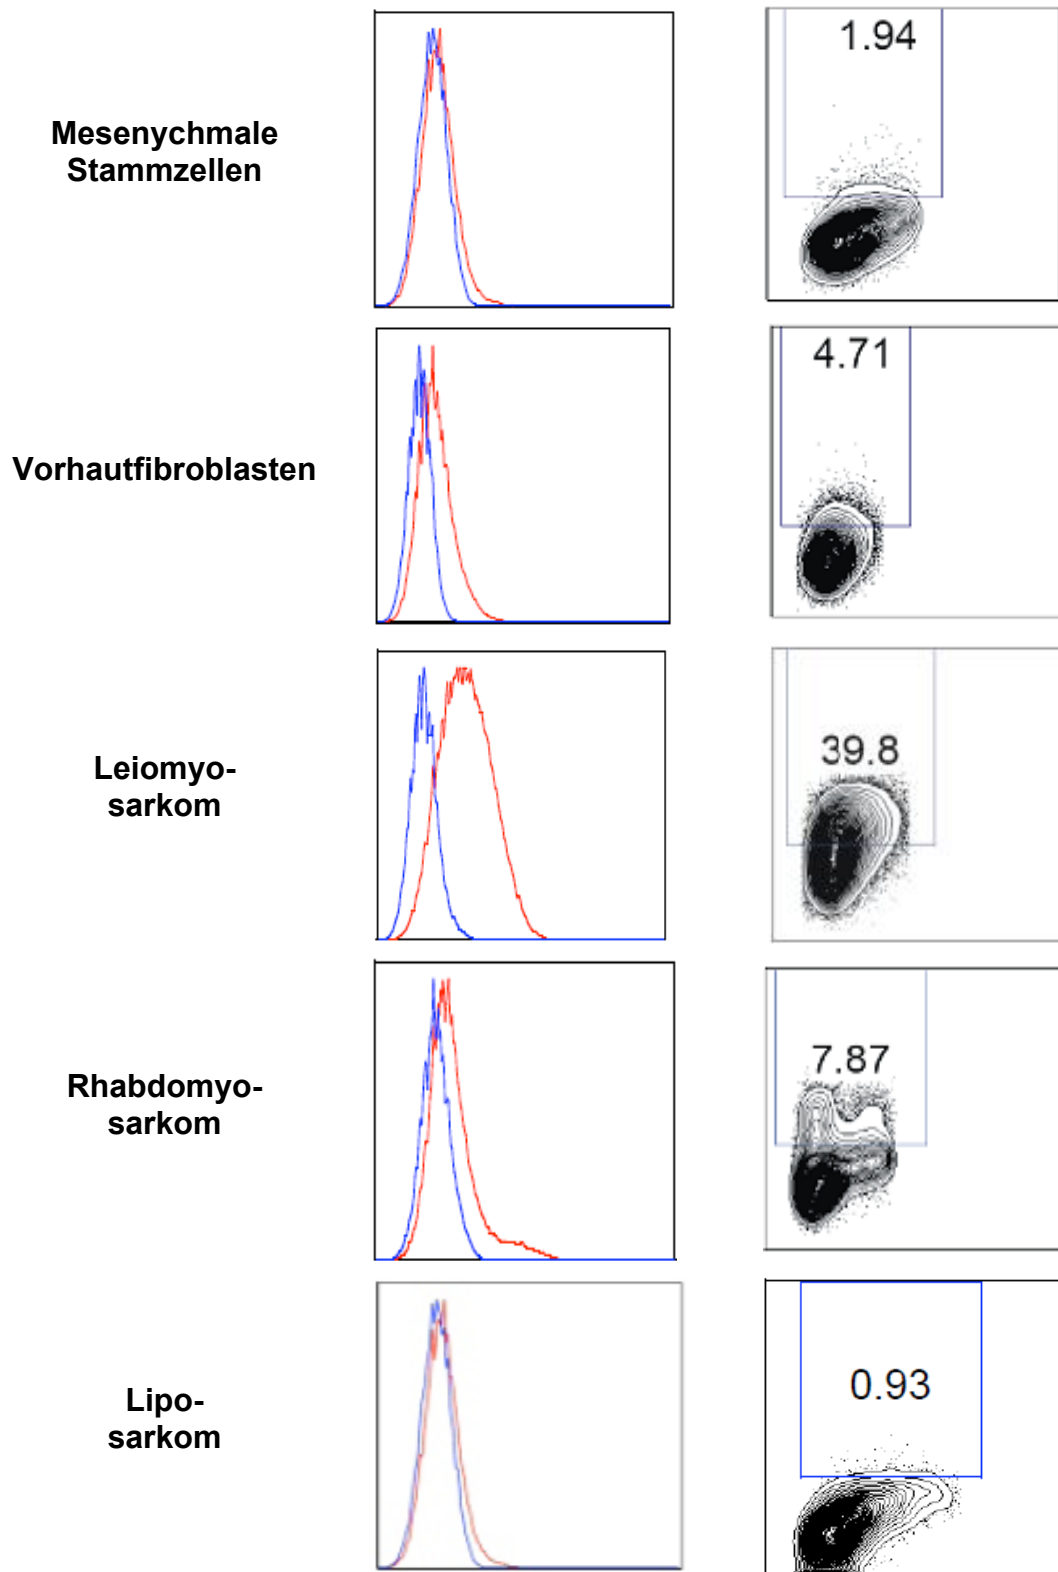 1.94
Mesenychmale
Stammzellen
4.71
Vorhautfibroblasten
39.8
Leiomyo-
sarkom
7.87
Rhabdomyo-
sarkom
0.93
Lipo-
sarkom